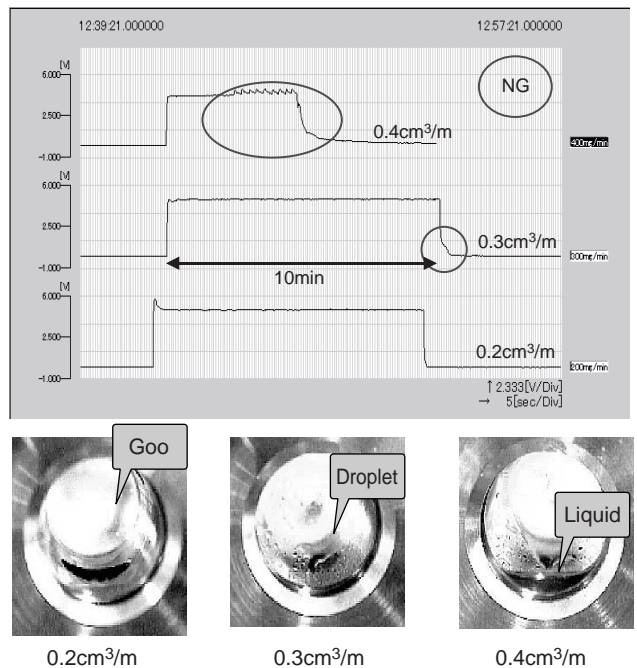 12:39:21.000000 12:57:21.000000
[V]
6.000
NG
2.500
0.4cm³/m
400mg/min
-1.000
[V]
6.000
2.500
0.3cm³/m
300mg/min
-1.000
10min
[V]
6.000
2.500
0.2cm³/m
200mg/min
-1.000
↑ 2.333[V/Div]
→ 5[sec/Div]
Goo
Droplet
Liquid
0.2cm³/m 0.3cm³/m 0.4cm³/m